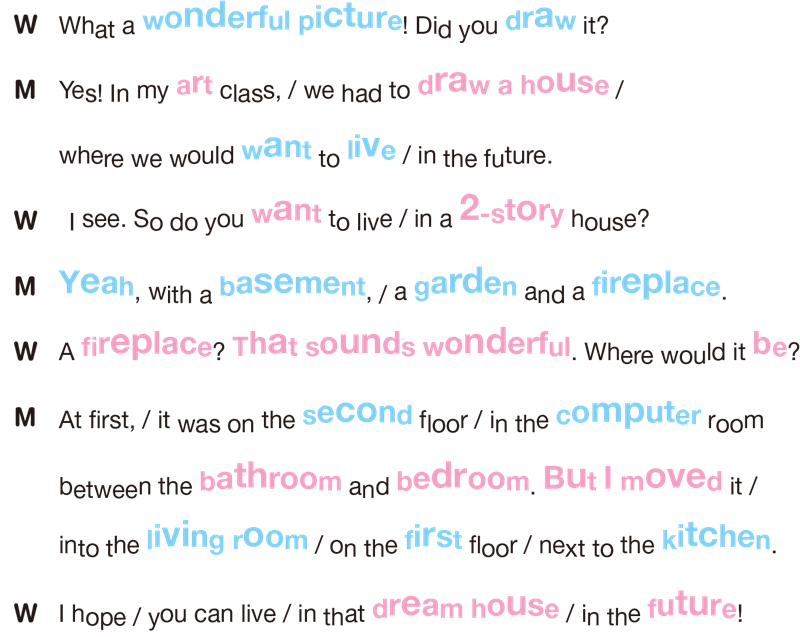 W What a wonderful picture! Did you draw it?
M Yes! In my art class, / we had to draw a house /
where we would want to live / in the future.
W I see. So do you want to live / in a 2-story house?
M Yeah, with a basement, / a garden and a fireplace.
W A fireplace? That sounds wonderful. Where would it be?
M At first, / it was on the second floor / in the computer room
between the bathroom and bedroom. But I moved it /
into the living room / on the first floor / next to the kitchen.
W I hope / you can live / in that dream house / in the future!